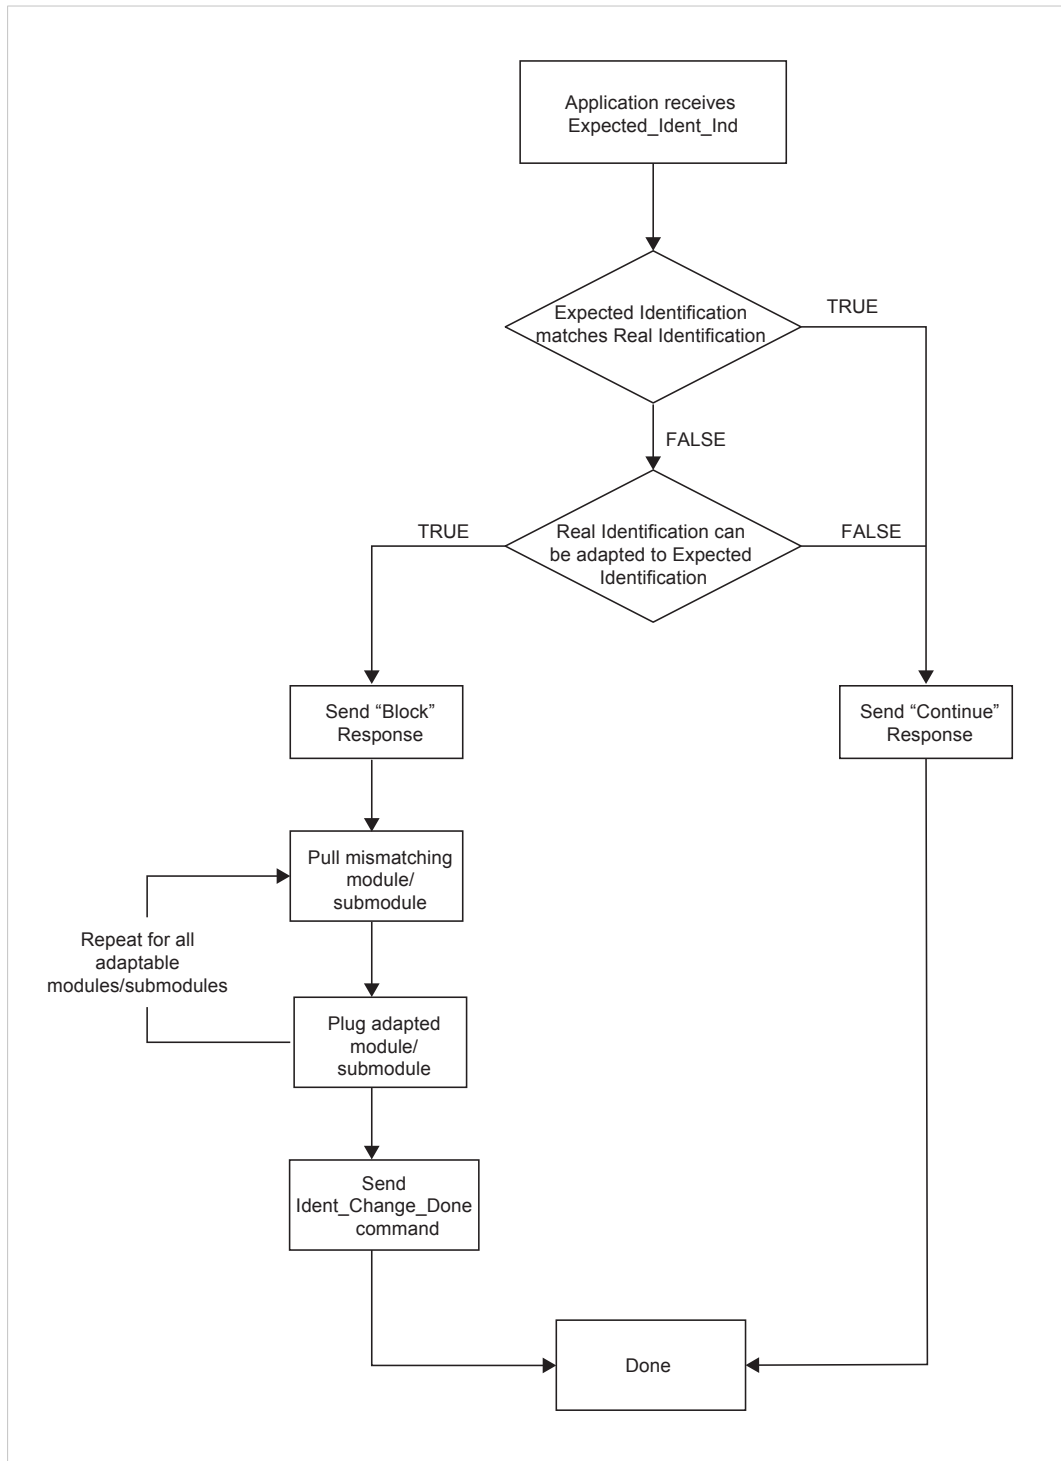 Application receives
Expected_Ident_Ind
Expected Identification
matches Real Identification
TRUE
FALSE
Real Identification can
be adapted to Expected
Identification
TRUE
FALSE
Send “Block”
Response
Send “Continue”
Response
Pull mismatching
module/
submodule
Repeat for all
adaptable
modules/submodules
Plug adapted
module/
submodule
Send
Ident_Change_Done
command
Done